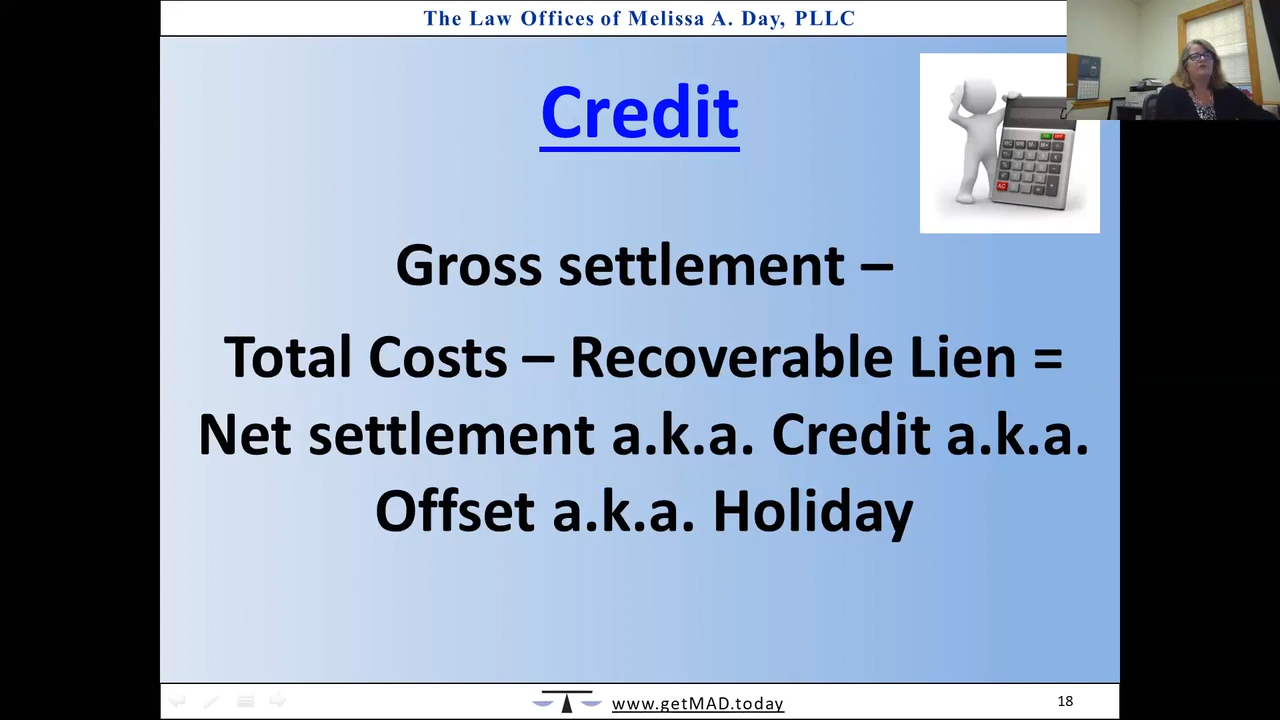 The Law Offices of Melissa A. Day, PLLC
Credit
Gross settlement –
Total Costs – Recoverable Lien =
Net settlement a.k.a. Credit a.k.a.
Offset a.k.a. Holiday
www.getMAD.today
18